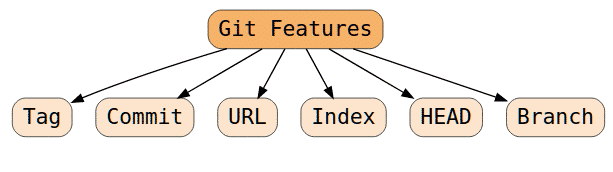 Git Features
Tag
Commit
URL
Index
HEAD
Branch